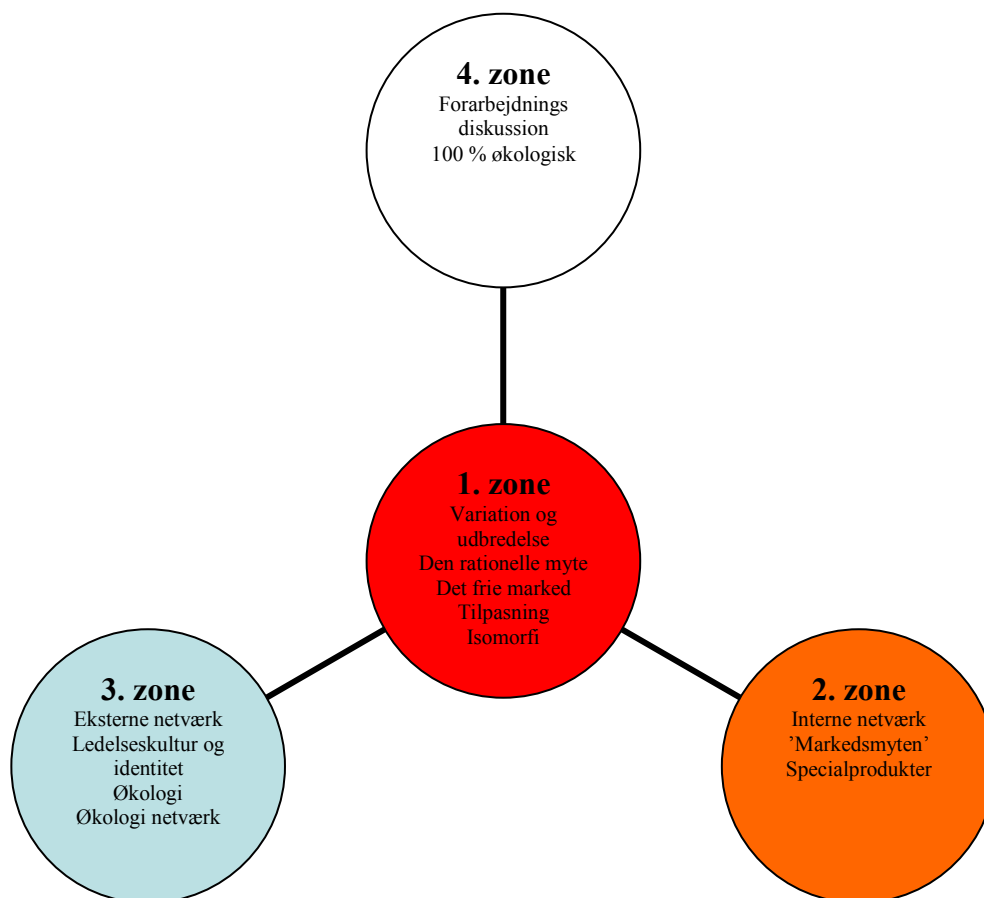 4. zone
Forarbejdnings
diskussion
100 % økologisk
1. zone
Variation og
udbredelse
Den rationelle myte
Det frie marked
Tilpasning
Isomorfi
3. zone
Eksterne netværk
Ledelseskultur og
identitet
Økologi
Økologi netværk
2. zone
Interne netværk
’Markedsmyten’
Specialprodukter